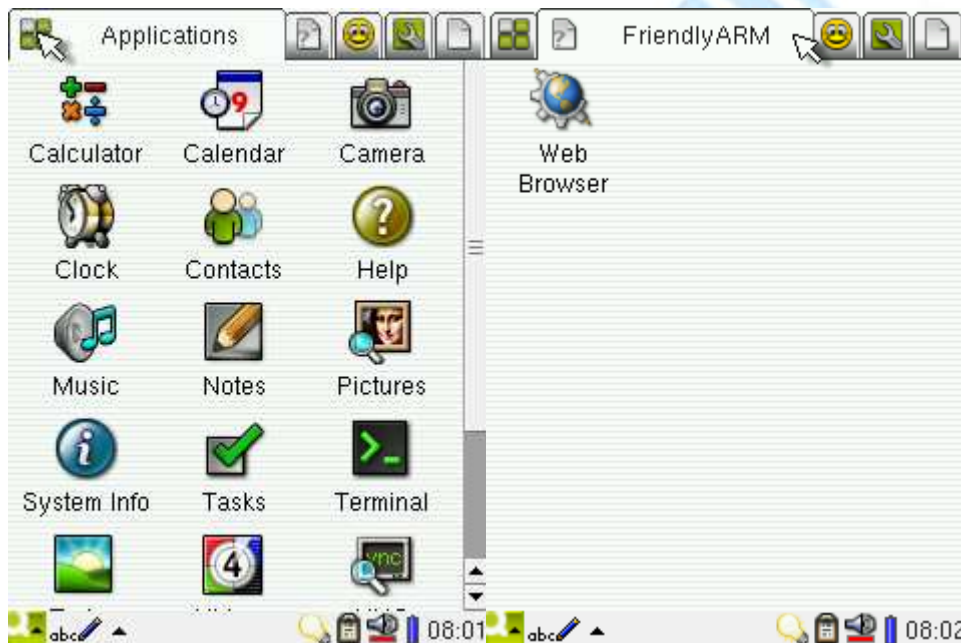 Applications
Calculator Calendar Camera
Clock Contacts Help
Music Notes Pictures
System Info Tasks Terminal
abc 08:01
FriendlyARM
Web
Browser
abc 08:02